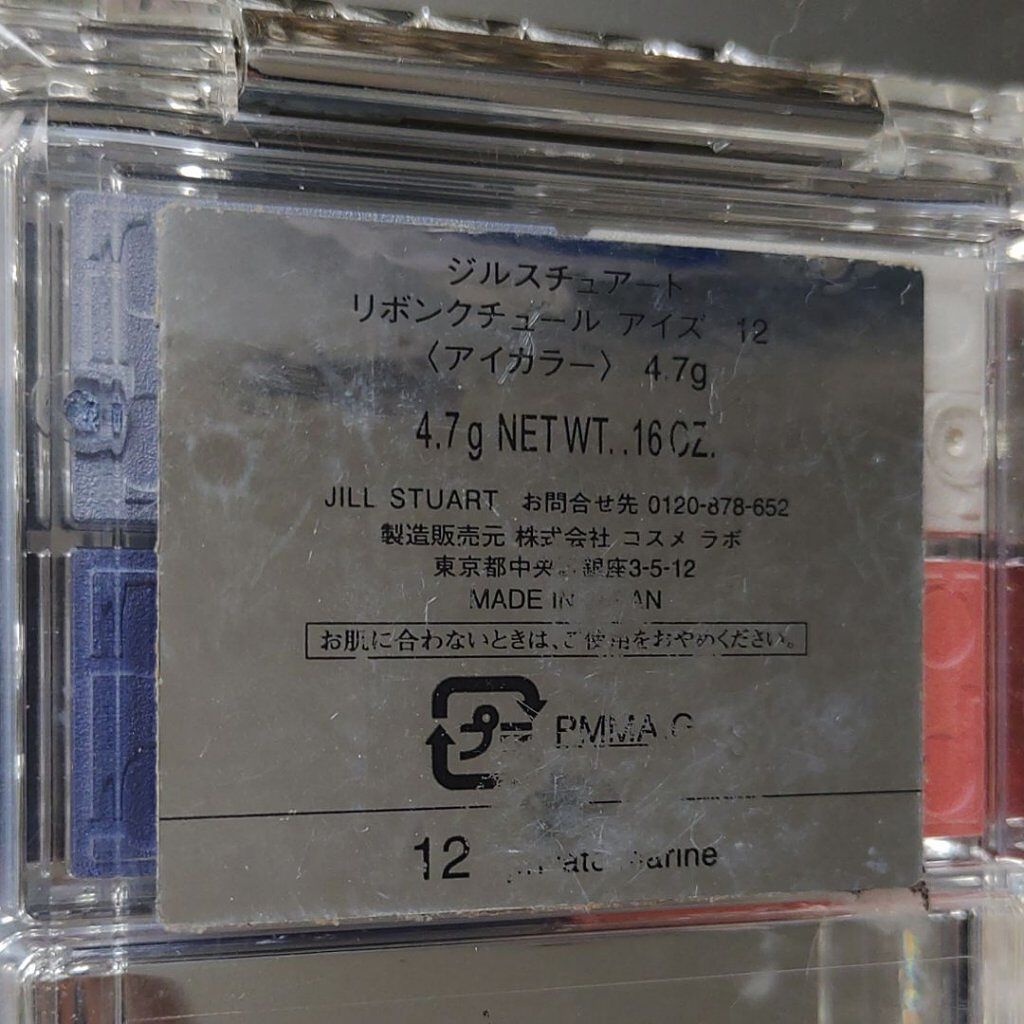 ジルスチュアート
リボンクチュール アイズ 12
〈アイカラー〉 4.7g
4.7g NET WT. .16 OZ.
JILL STUART お問合せ先 0120-878-652
製造販売元 株式会社 コスメ ラボ
東京都中央 銀座3-5-12
MADE IN
お肌に合わないときは、ご使用をおやめください。
プ PMMA,G
12 marine